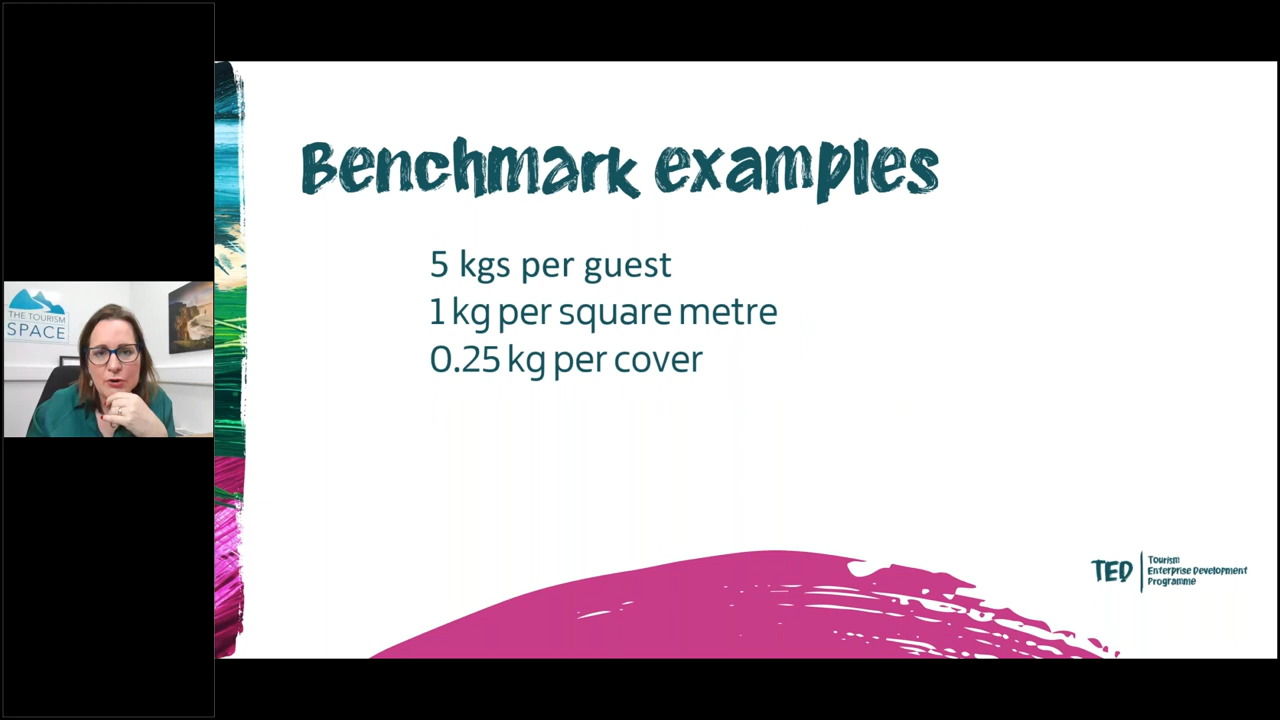 THE TOURISM
SPACE
Benchmark examples
5 kgs per guest
1 kg per square metre
0.25 kg per cover
TED
Tourism
Enterprise Development
Programme